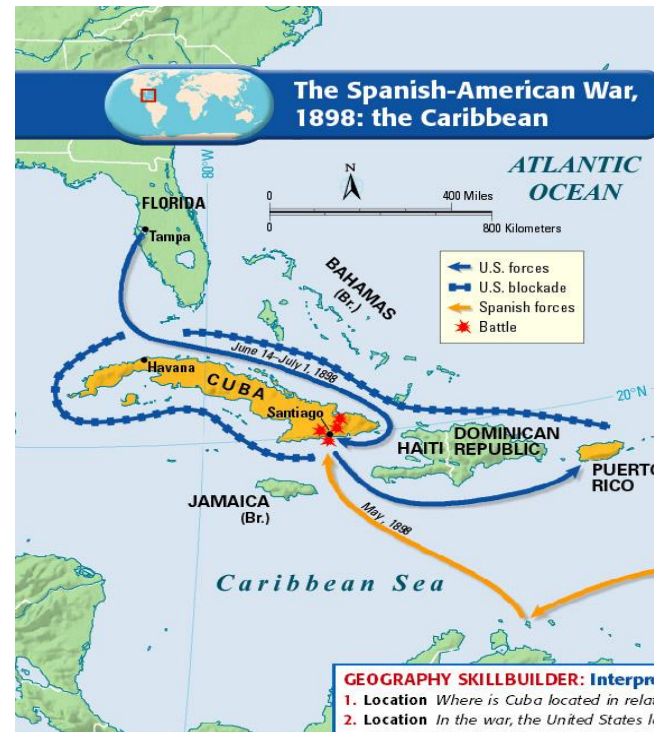 The Spanish-American War,
1898: the Caribbean
80°W
N
ATLANTIC
OCEAN
0 400 Miles
0 800 Kilometers
FLORIDA
Tampa
U.S. forces
U.S. blockade
Spanish forces
Battle
BAHAMAS
(Br.)
June 14–July 1, 1898
Havana
CUBA
Santiago
20°N
HAITI
DOMINICAN
REPUBLIC
PUERTO
RICO
JAMAICA
(Br.)
May, 1898
Caribbean Sea
GEOGRAPHY SKILLBUILDER: Interpre
1. Location Where is Cuba located in relat
2. Location In the war, the United States l